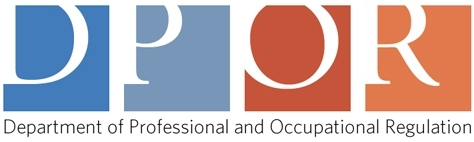 DPOR
Department of Professional and Occupational Regulation